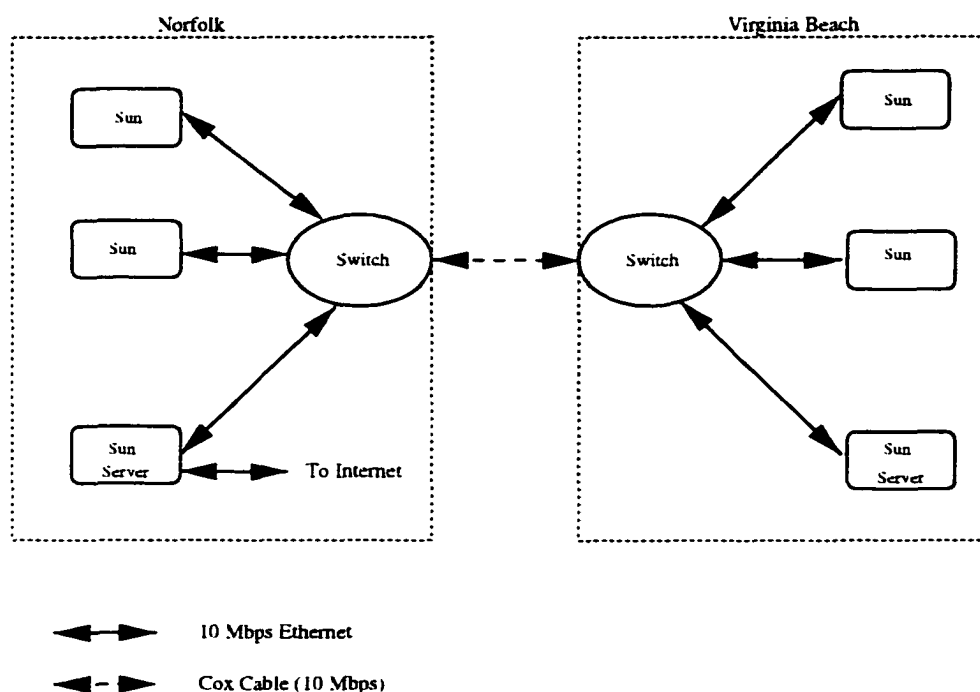 Norfolk
Virginia Beach
Sun
Sun
Sun
Switch
Switch
Sun
Sun
Server
To Internet
Sun
Server
10 Mbps Ethernet
Cox Cable (10 Mbps)